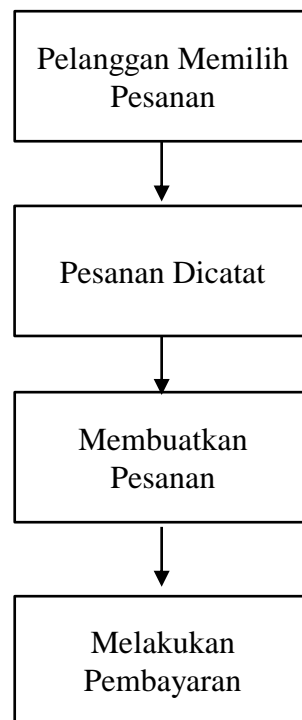 Pelanggan Memilih
Pesanan
Pesanan Dicatat
Membuatkan
Pesanan
Melakukan
Pembayaran